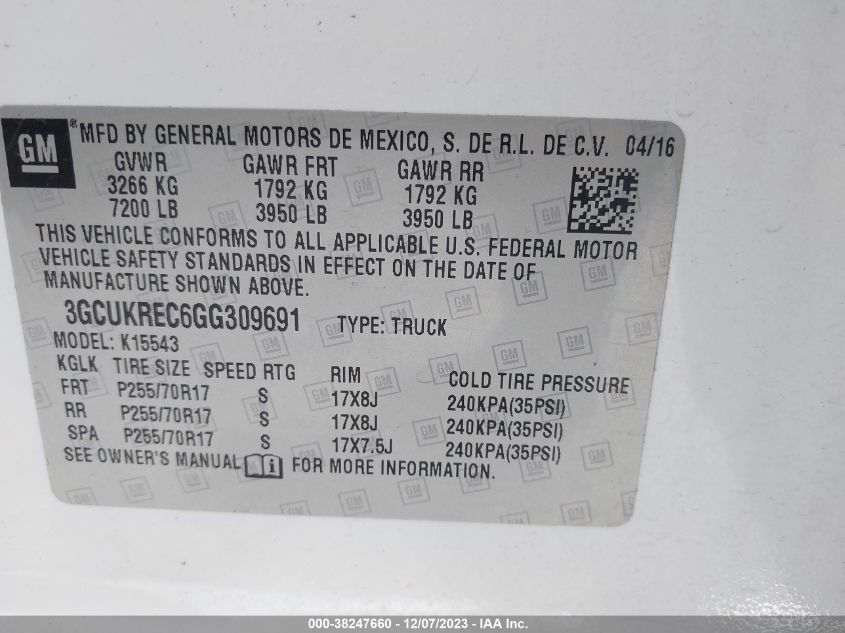 GM ® MFD BY GENERAL MOTORS DE MEXICO, S. DE R.L. DE C.V. 04/16
GVWR GAWR FRT GAWR RR
3266 KG 1792 KG 1792 KG
7200 LB 3950 LB 3950 LB
THIS VEHICLE CONFORMS TO ALL APPLICABLE U.S. FEDERAL MOTOR
VEHICLE SAFETY STANDARDS IN EFFECT ON THE DATE OF
MANUFACTURE SHOWN ABOVE.
3GCUKREC6GG309691 TYPE: TRUCK
MODEL: K15543
KGLK TIRE SIZE SPEED RTG RIM COLD TIRE PRESSURE
FRT P255/70R17 S 17X8J 240KPA(35PSI)
RR P255/70R17 S 17X8J 240KPA(35PSI)
SPA P255/70R17 S 17X7.5J 240KPA(35PSI)
SEE OWNER'S MANUAL FOR MORE INFORMATION.
000-38247660 - 12/07/2023 - IAA Inc.